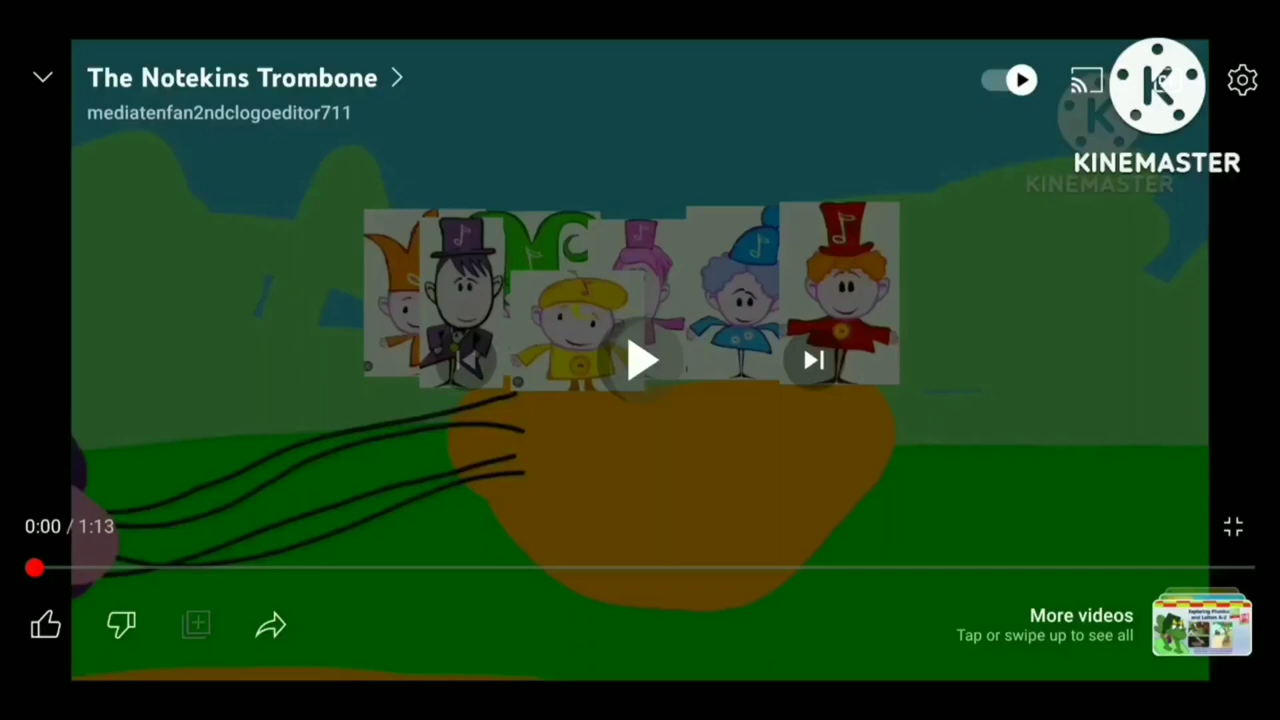 The Notekins Trombone
mediatenfan2ndclogoeditor711
K
KINEMASTER
K
KINEMASTER
0:00 / 1:13
More videos
Tap or swipe up to see all